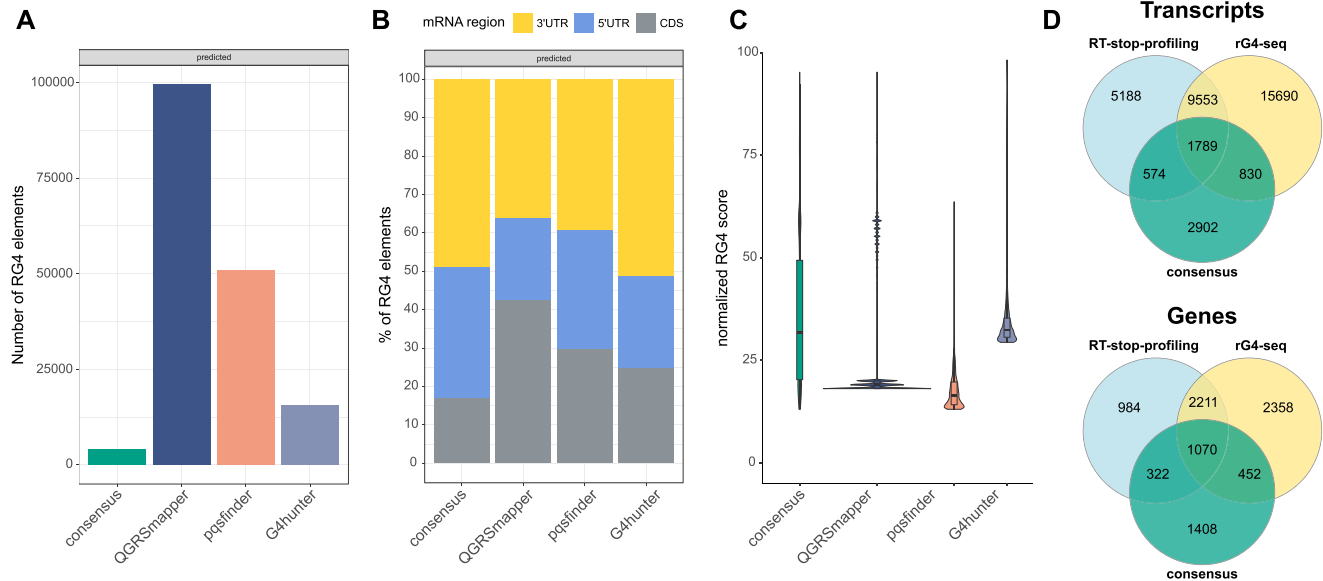 A
predicted
Number of RG4 elements
100000
75000
50000
25000
0
consensus
QGRSmapper
pqsfinder
G4hunter
B
mRNA region 3'UTR 5'UTR CDS
predicted
% of RG4 elements
100
90
80
70
60
50
40
30
20
10
0
consensus
QGRSmapper
pqsfinder
G4hunter
C
normalized RG4 score
100
75
50
25
0
consensus
QGRSmapper
pqsfinder
G4hunter
D
Transcripts
RT-stop-profiling rG4-seq
5188 9553 15690
1789
574 830
2902
consensus
Genes
RT-stop-profiling rG4-seq
984 2211 2358
1070
322 452
1408
consensus